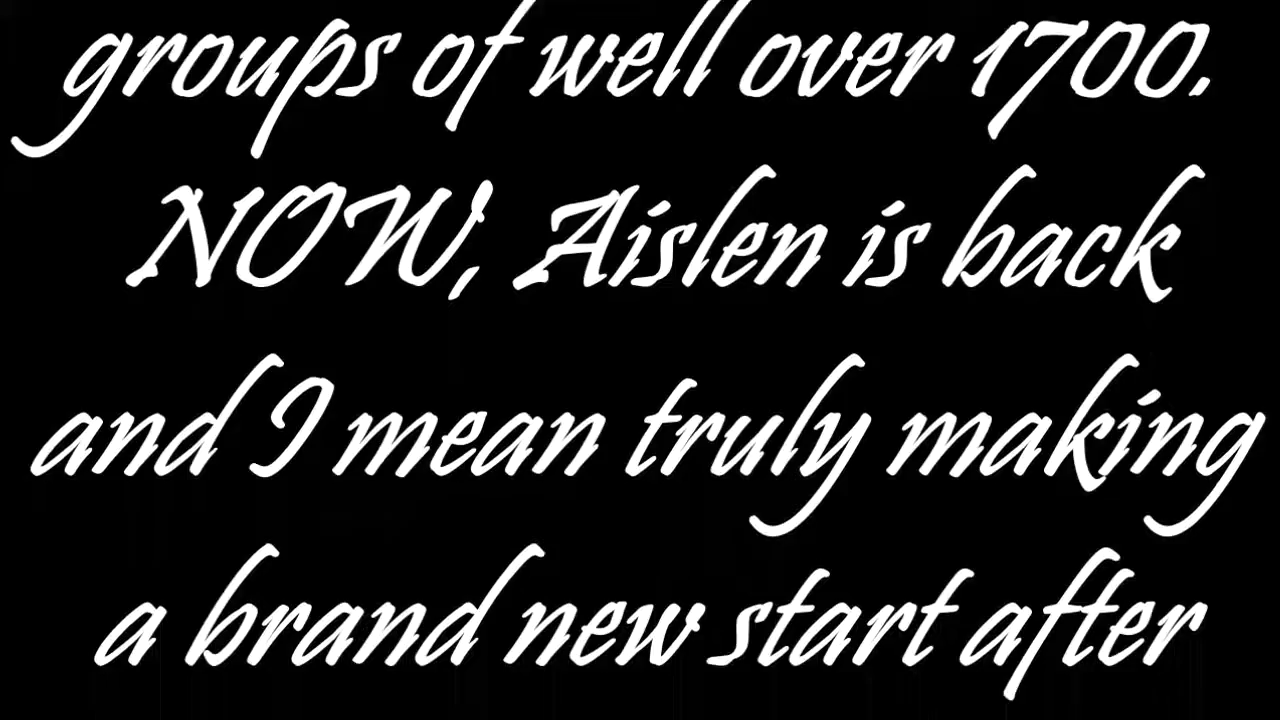 groups of well over 1700.
NOW, Aislen is back
and I mean truly making
a brand new start after